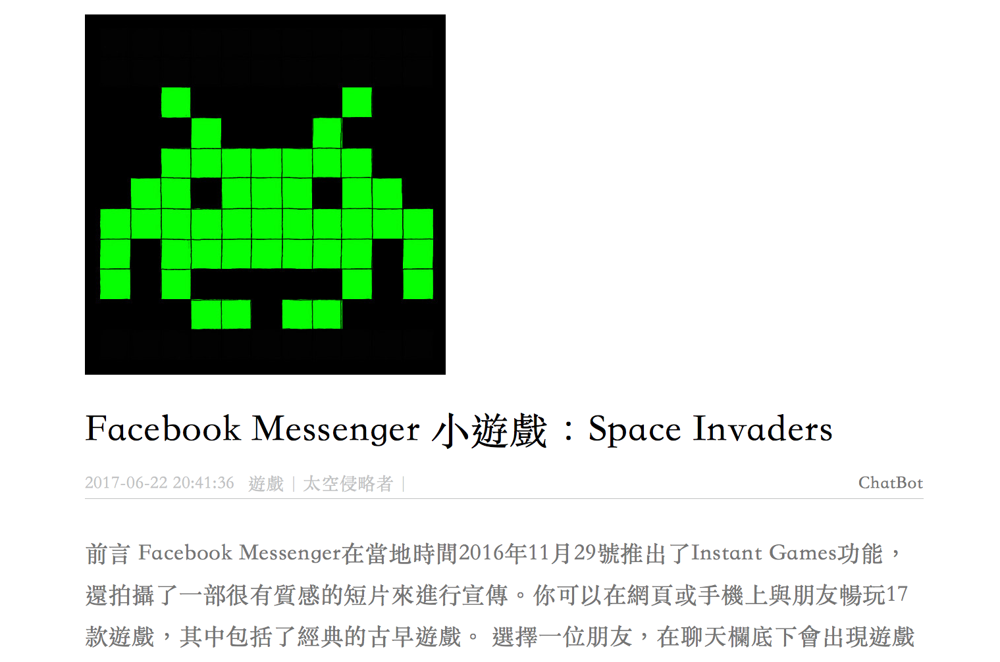 Facebook Messenger 小遊戲：Space Invaders
2017-06-22 20:41:36 遊戲 | 太空侵略者 | ChatBot
前言 Facebook Messenger在當地時間2016年11月29號推出了Instant Games功能，
還拍攝了一部很有質感的短片來進行宣傳。你可以在網頁或手機上與朋友暢玩17
款遊戲，其中包括了經典的古早遊戲。 選擇一位朋友，在聊天欄底下會出現遊戲